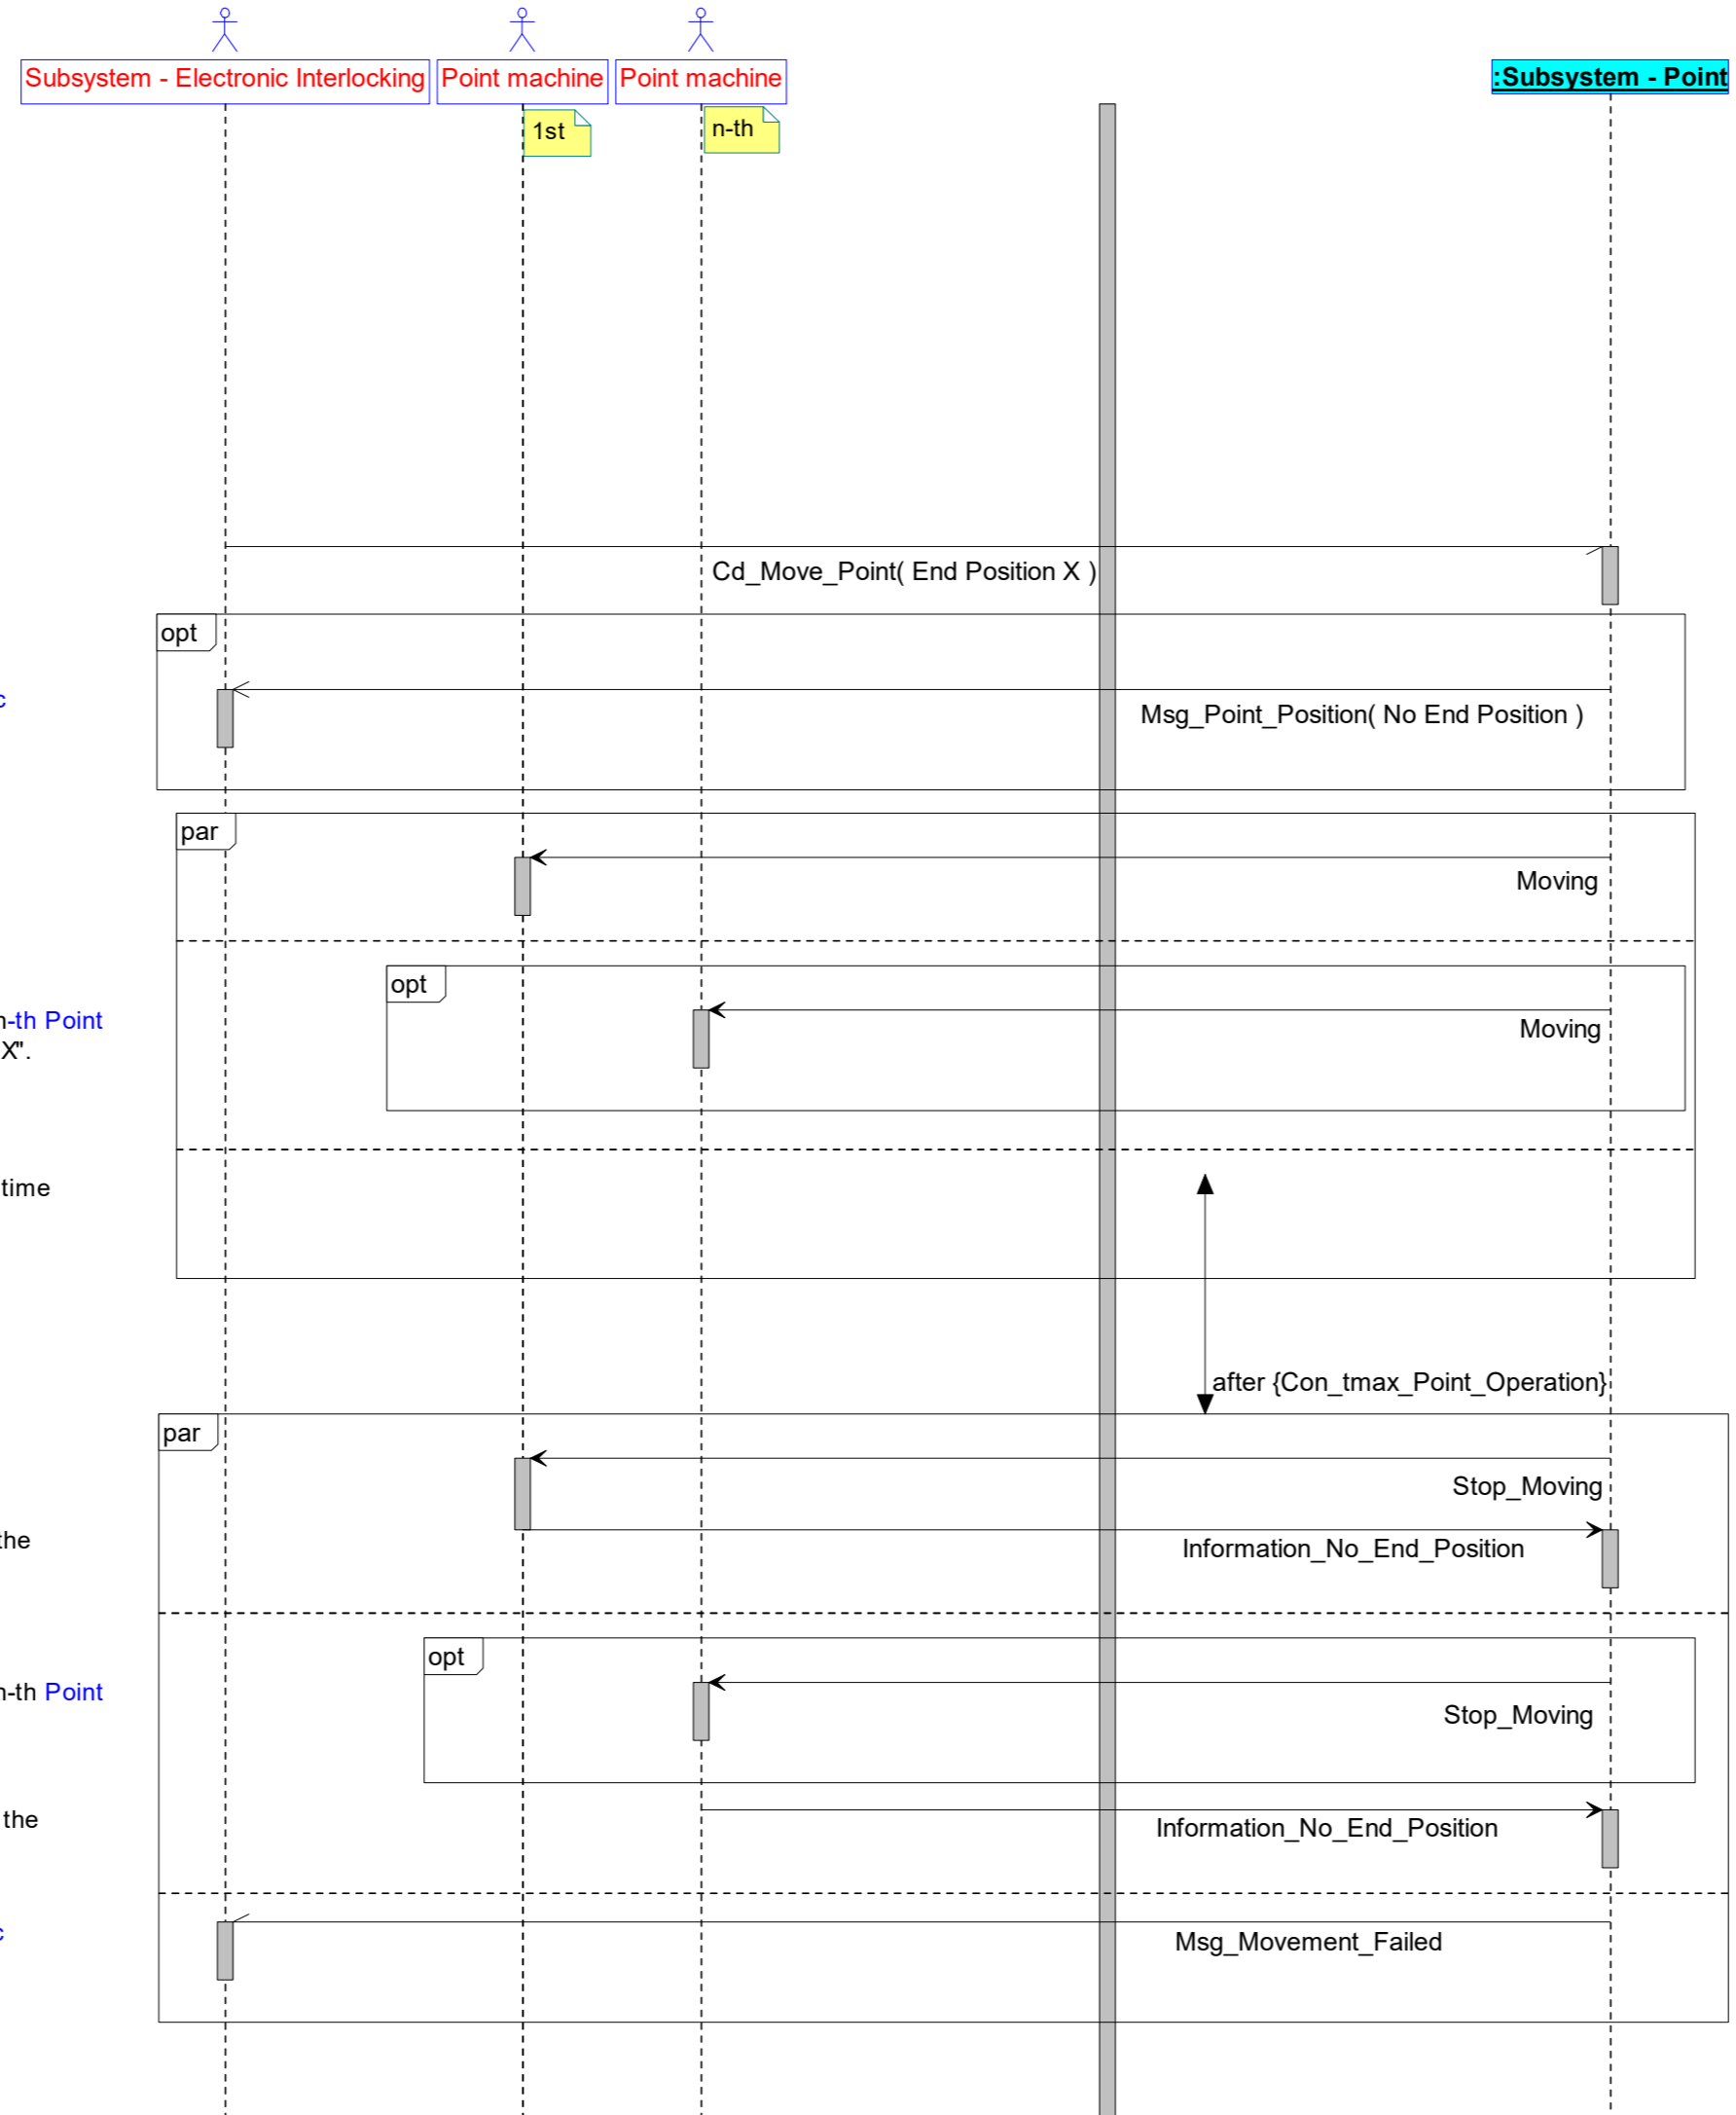 Subsystem - Electronic Interlocking
Point machine
Point machine
:Subsystem - Point
1st
n-th
Cd_Move_Point( End Position X )
opt
c
Msg_Point_Position( No End Position )
par
Moving
opt
n-th Point
X".
Moving
time
after {Con_tmax_Point_Operation}
par
Stop_Moving
the
Information_No_End_Position
opt
n-th Point
Stop_Moving
the
Information_No_End_Position
c
Msg_Movement_Failed